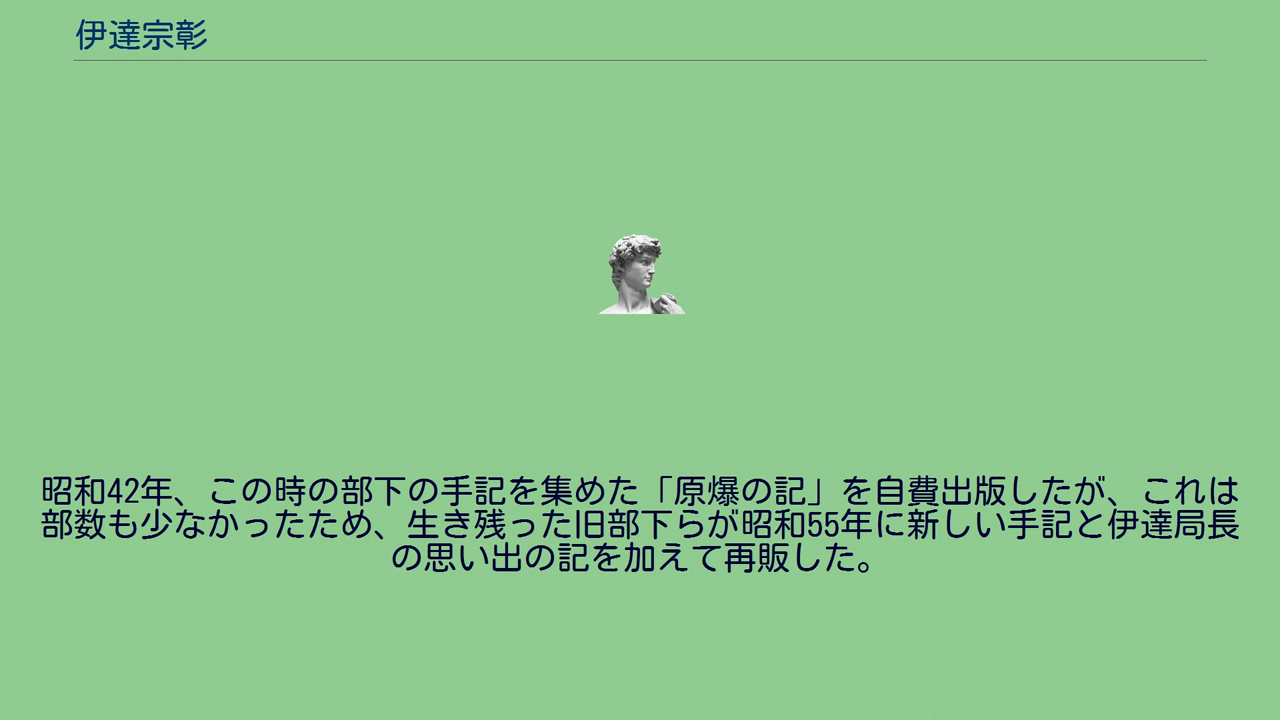 伊達宗彰
昭和42年、この時の部下の手記を集めた「原爆の記」を自費出版したが、これは
部数も少なかったため、生き残った旧部下らが昭和55年に新しい手記と伊達局長
の思い出の記を加えて再販した。